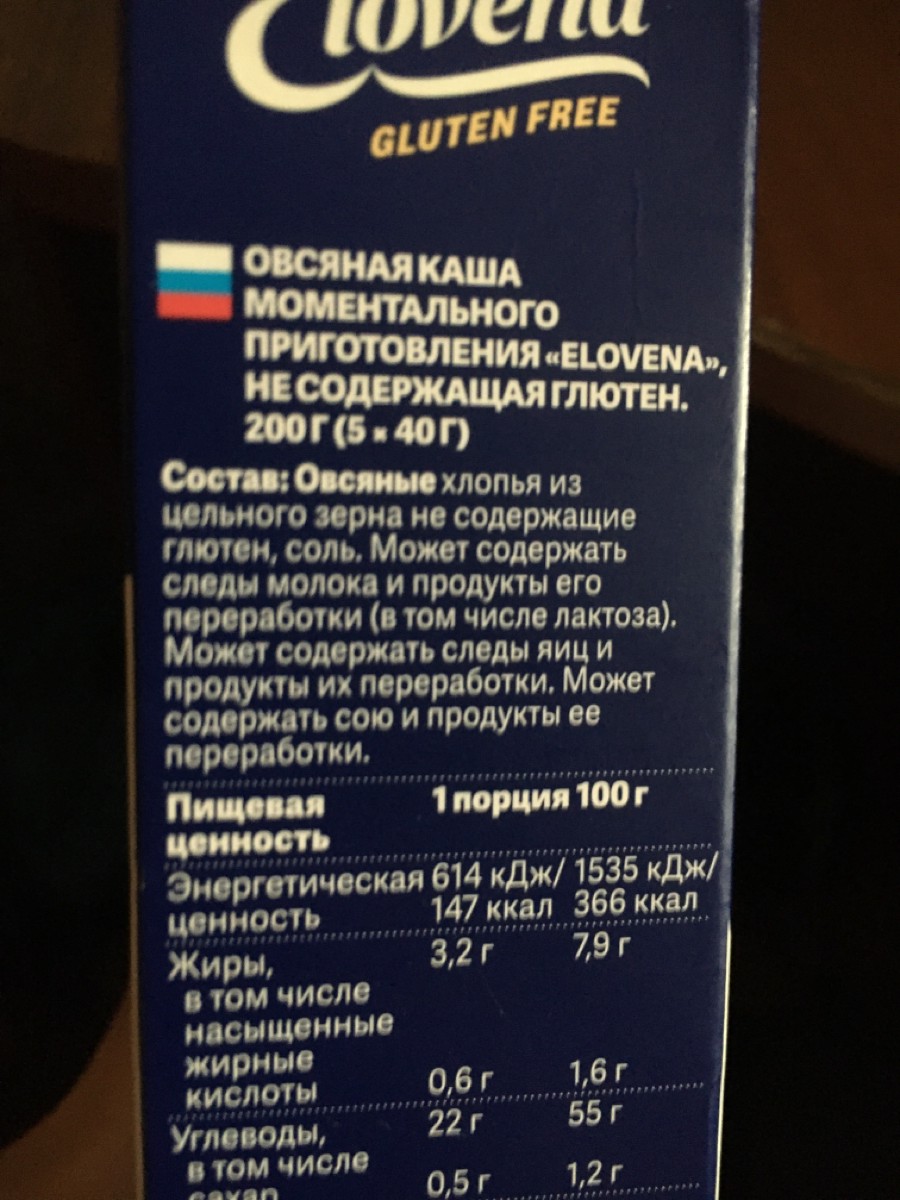 Elovena
GLUTEN FREE
ОВСЯНАЯ КАША
МОМЕНТАЛЬНОГО
ПРИГОТОВЛЕНИЯ «ELOVENA»,
НЕ СОДЕРЖАЩАЯ ГЛЮТЕН.
200Г (5 × 40Г)
Состав: Овсяные хлопья из
цельного зерна не содержащие
глютен, соль. Может содержать
следы молока и продукты его
переработки (в том числе лактоза).
Может содержать следы яиц и
продукты их переработки. Может
содержать сою и продукты ее
переработки.
Пищевая 1 порция 100 г
ценность
Энергетическая 614 кДж/ 1535 кДж/
ценность 147 ккал 366 ккал
Жиры, 3,2 г 7,9 г
в том числе
насыщенные
жирные
кислоты 0,6 г 1,6 г
Углеводы, 22 г 55 г
в том числе
сахар 0,5 г 1,2 г